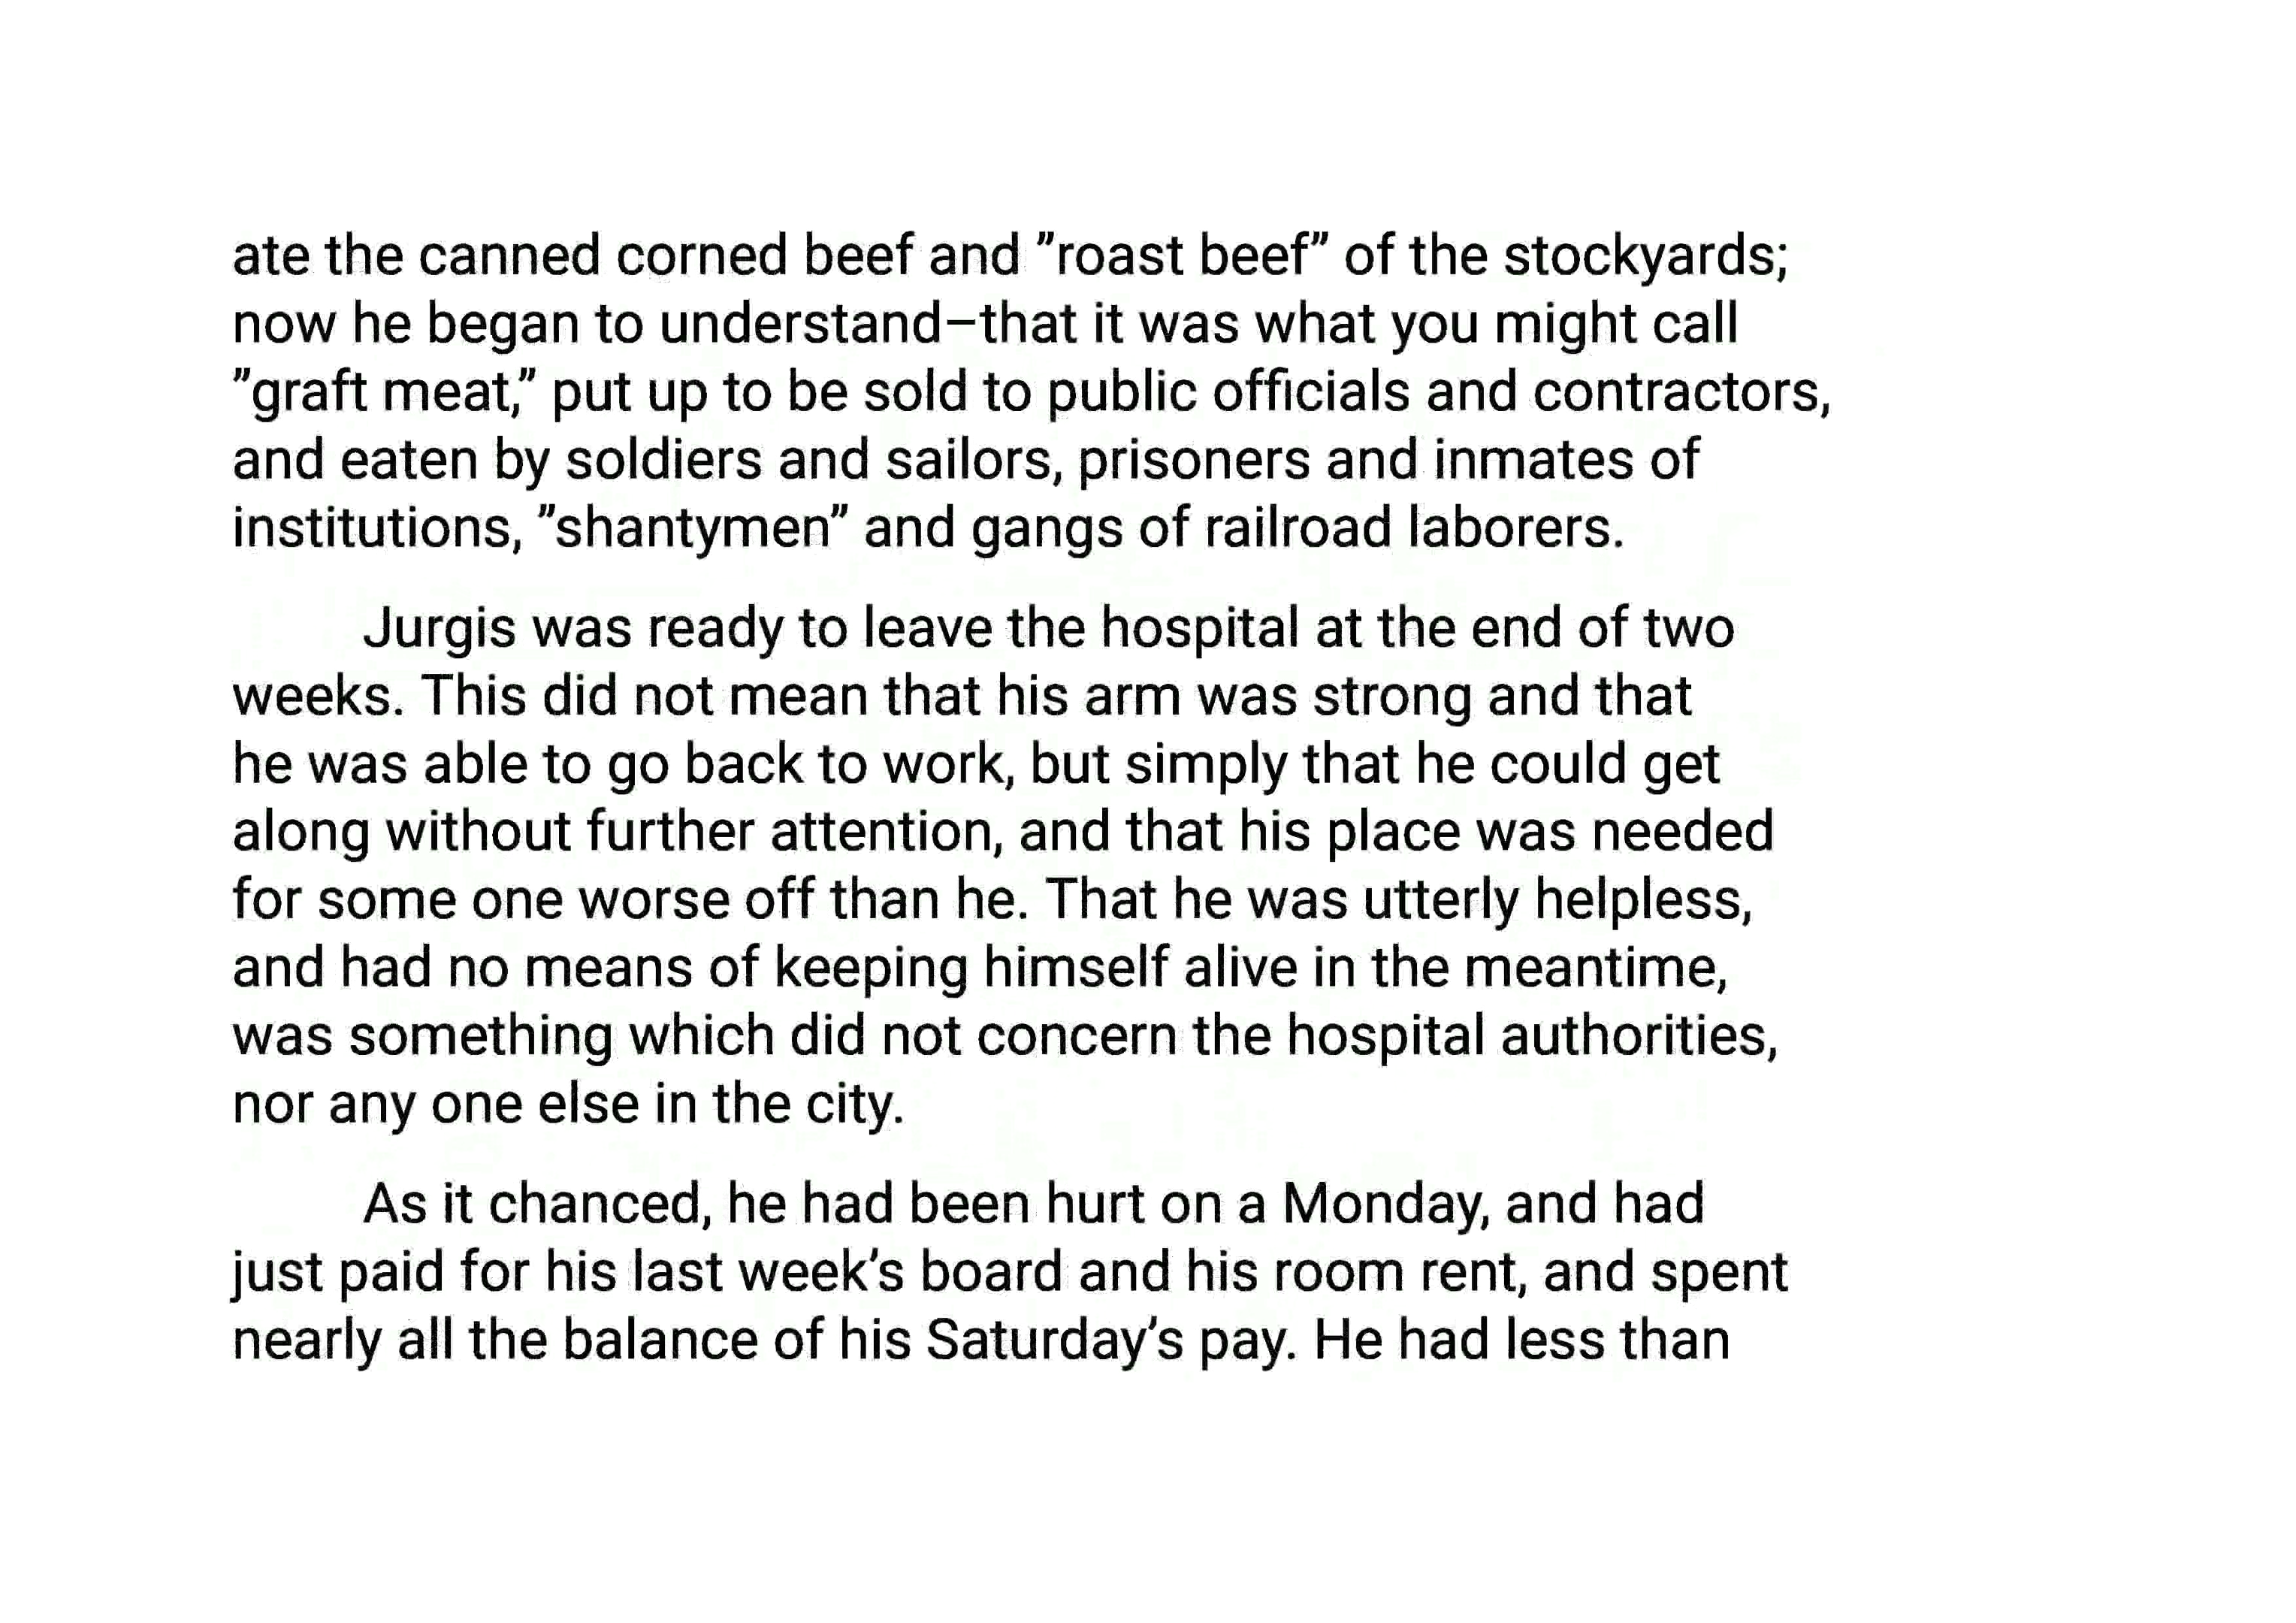 ate the canned corned beef and ”roast beef” of the stockyards;
now he began to understand–that it was what you might call
”graft meat,” put up to be sold to public officials and contractors,
and eaten by soldiers and sailors, prisoners and inmates of
institutions, ”shantymen” and gangs of railroad laborers.
Jurgis was ready to leave the hospital at the end of two
weeks. This did not mean that his arm was strong and that
he was able to go back to work, but simply that he could get
along without further attention, and that his place was needed
for some one worse off than he. That he was utterly helpless,
and had no means of keeping himself alive in the meantime,
was something which did not concern the hospital authorities,
nor any one else in the city.
As it chanced, he had been hurt on a Monday, and had
just paid for his last week’s board and his room rent, and spent
nearly all the balance of his Saturday’s pay. He had less than